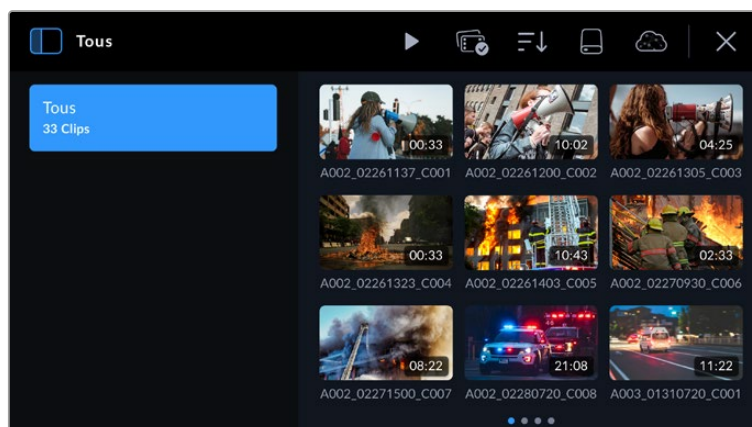 Tous
Tous
33 Clips
00:33
10:02
04:25
A002_02261137_C001
A002_02261200_C002
A002_02261305_C003
00:33
10:43
02:33
A002_02261323_C004
A002_02261403_C005
A002_02270930_C006
08:22
21:08
11:22
A002_02271500_C007
A002_02280720_C008
A003_01310720_C001